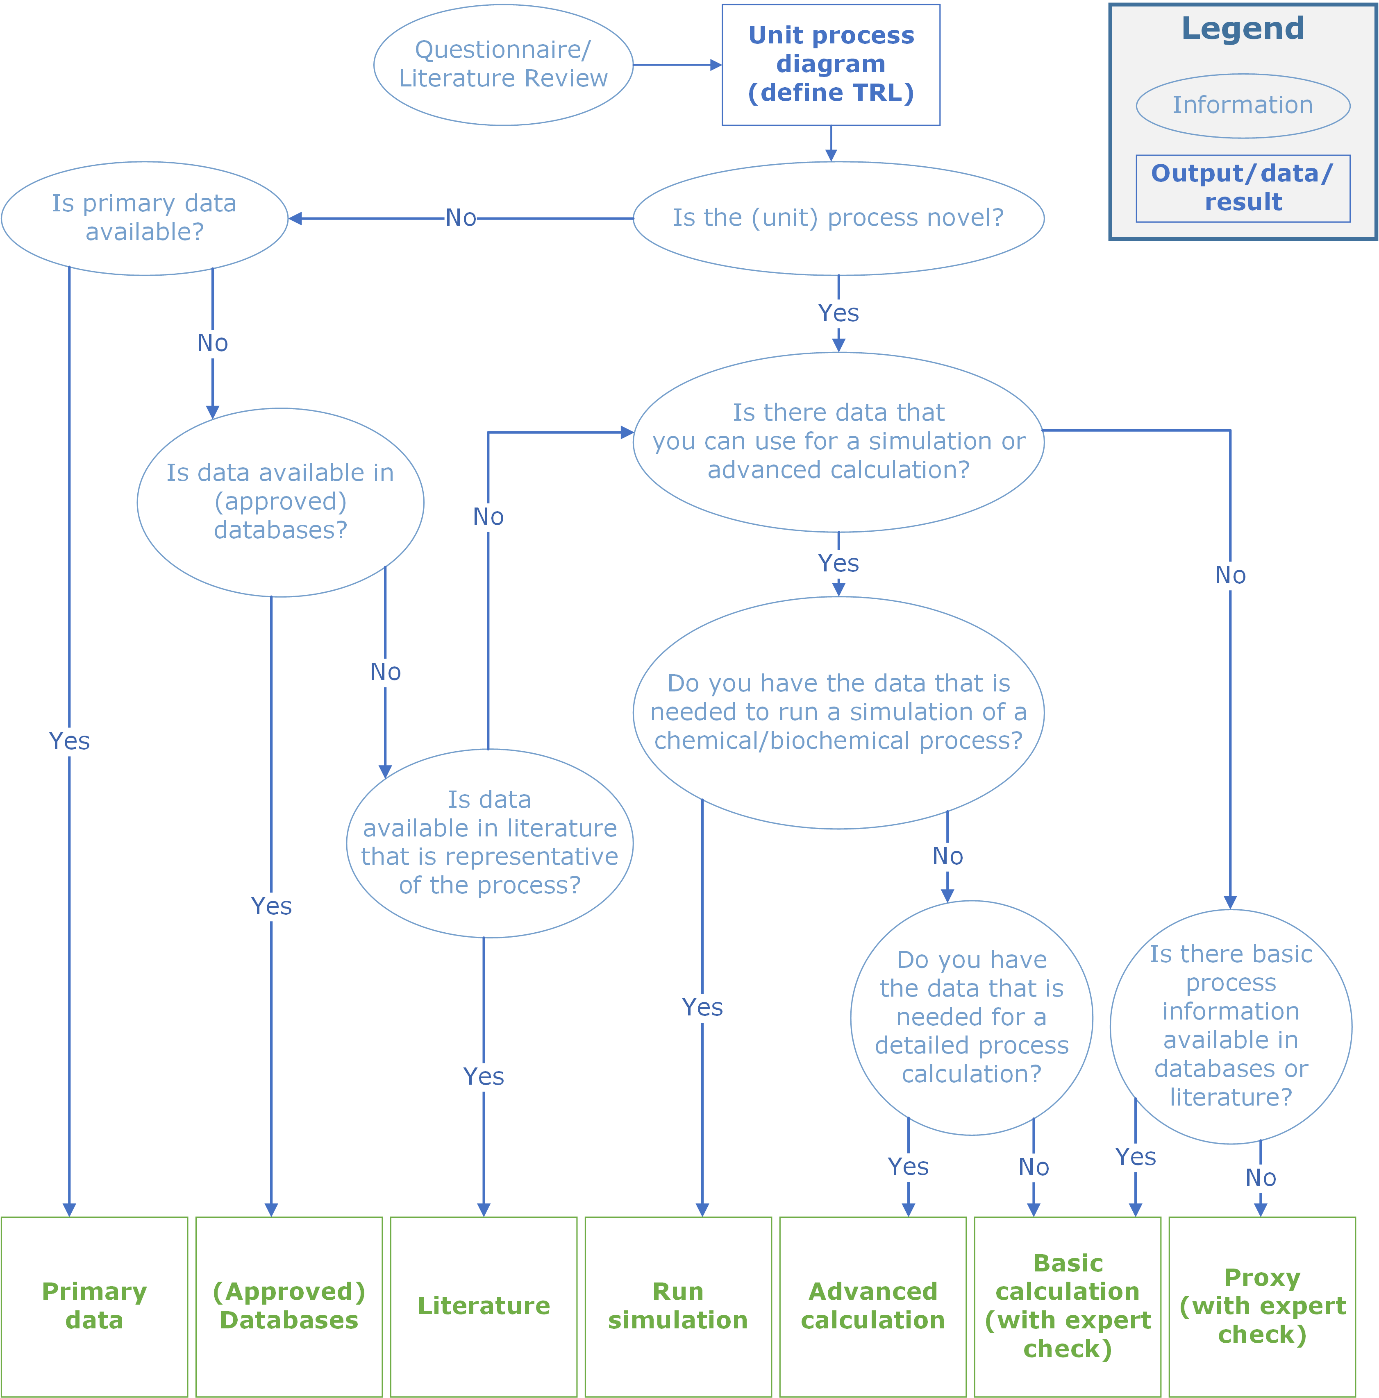 Questionnaire/
Literature Review
Unit process
diagram
(define TRL)
Legend
Information
Output/data/
result
Is primary data
available?
No
Is the (unit) process novel?
Yes
No
Is there data that
you can use for a simulation or
advanced calculation?
Is data available in
(approved)
databases?
No
Yes
No
No
Do you have the data that is
needed to run a simulation of a
chemical/biochemical process?
Yes
Is data
available in literature
that is representative
of the process?
No
Yes
Do you have
the data that is
needed for a
detailed process
calculation?
Is there basic
process
information
available in
databases or
literature?
Yes
Yes
Yes
No
Yes
No
Primary
data
(Approved)
Databases
Literature
Run
simulation
Advanced
calculation
Basic
calculation
(with expert
check)
Proxy
(with expert
check)